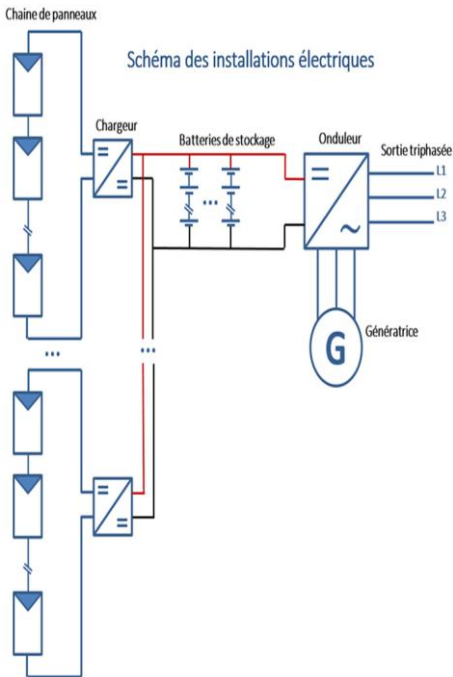 Chaine de panneaux
Schéma des installations électriques
Chargeur
Batteries de stockage
Onduleur
Sortie triphasée
L1
L2
L3
G
Génératrice